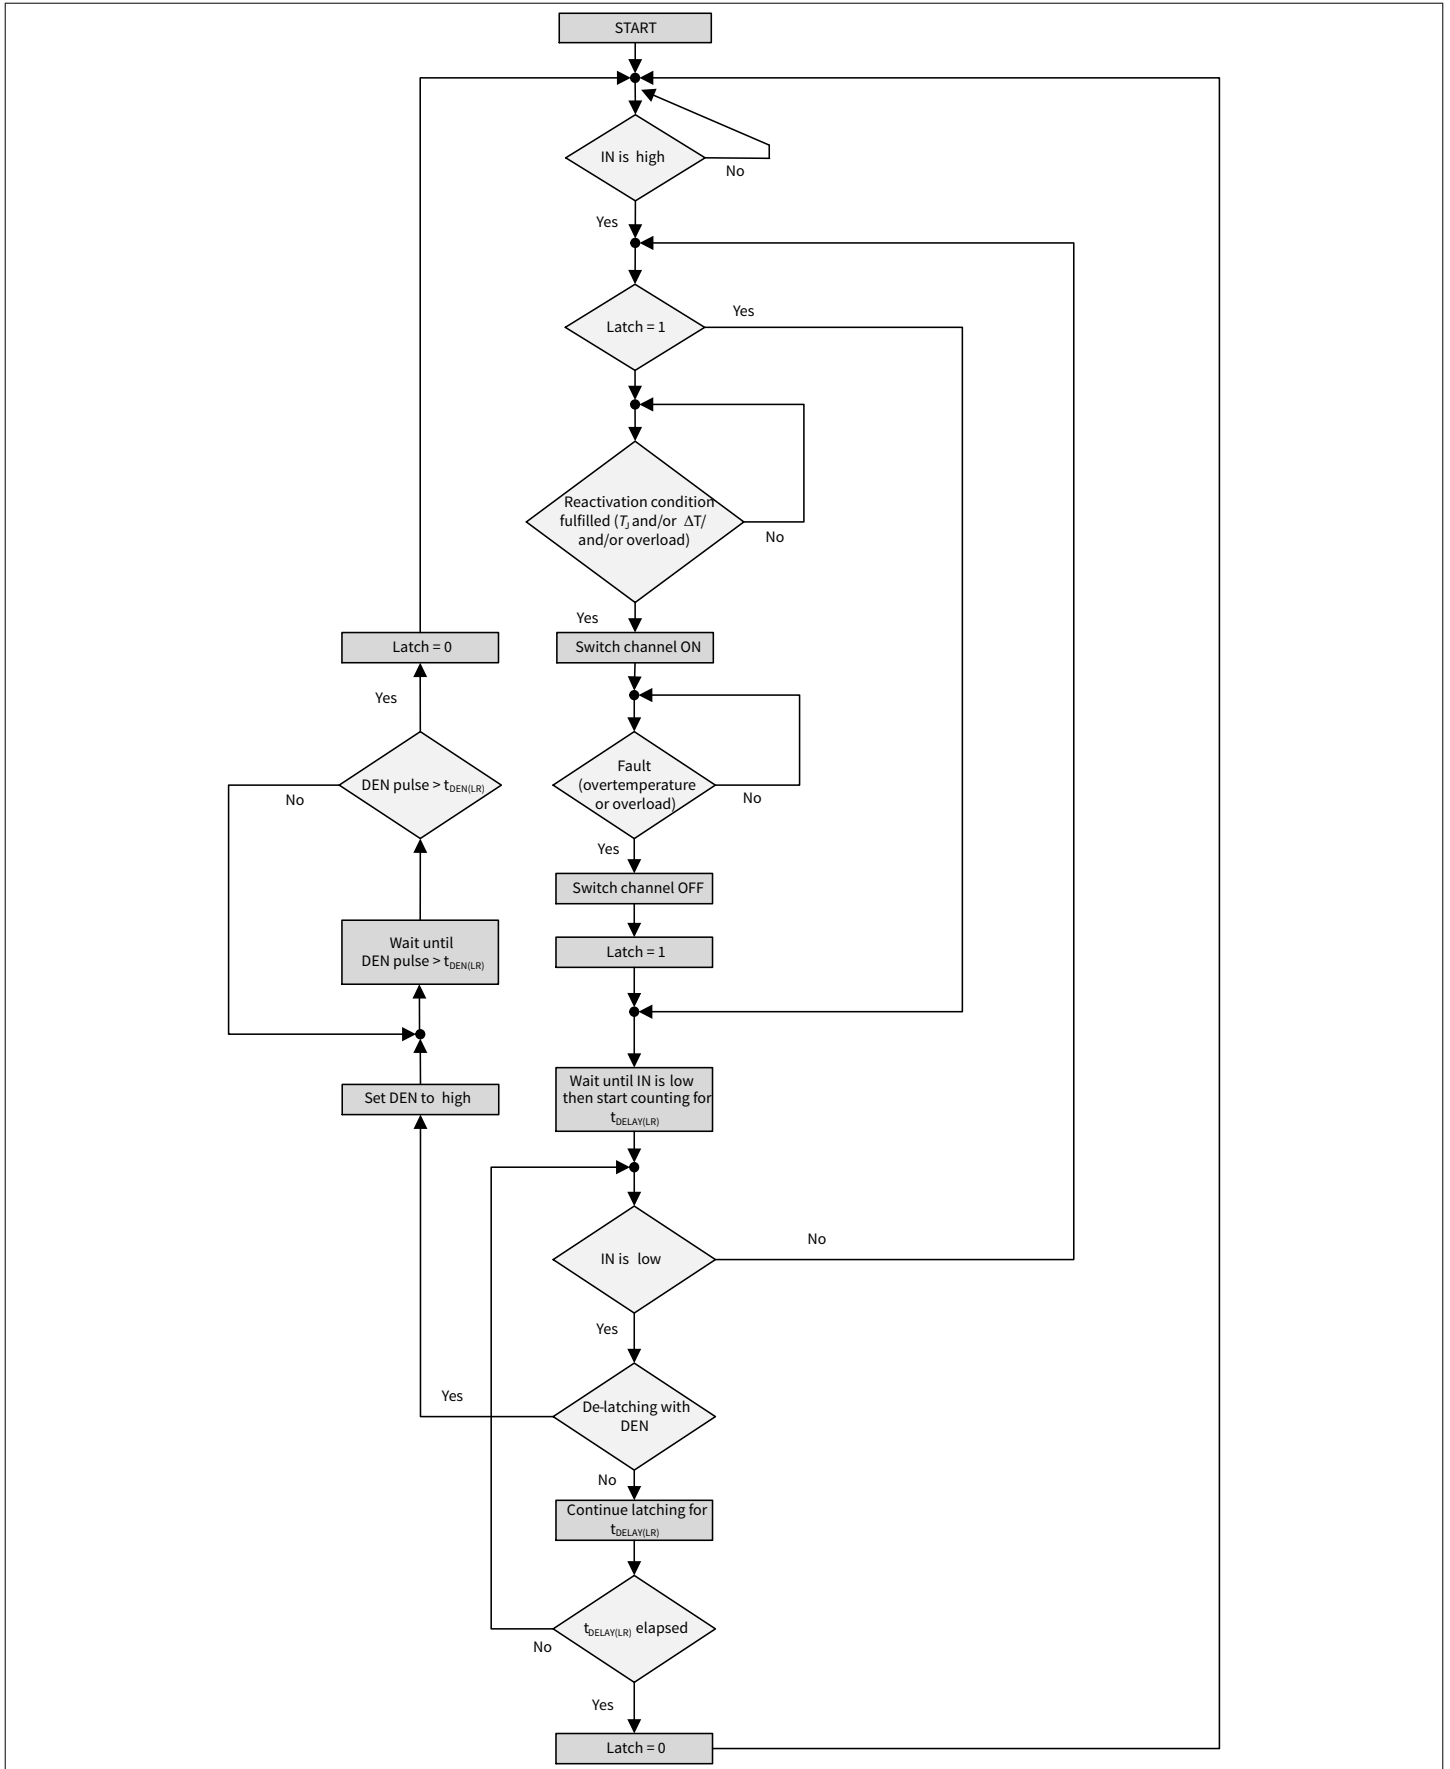 START
IN is high
No
Yes
Latch = 1
Yes
Reactivation condition
fulfilled (TJ and/or ΔT/
and/or overload)
No
Yes
Switch channel ON
Fault
(overtemperature
or overload)
No
Yes
Switch channel OFF
Latch = 1
Wait until IN is low
then start counting for
tDELAY(LR)
IN is low
No
Yes
De-latching with
DEN
Yes
No
Continue latching for
tDELAY(LR)
tDELAY(LR) elapsed
No
Yes
Latch = 0
Set DEN to high
Wait until
DEN pulse > tDEN(LR)
DEN pulse > tDEN(LR)
No
Yes
Latch = 0